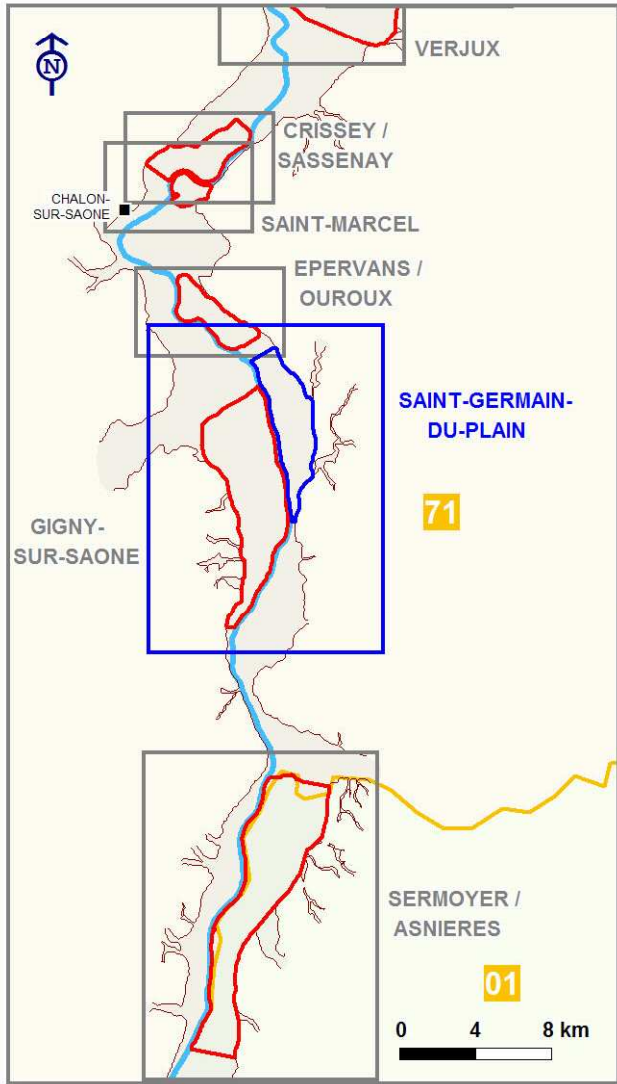 N
VERJUX
CRISSEY /
SASSENAY
CHALON-
SUR-SAONE
SAINT-MARCEL
EPERVANS /
OUROUX
SAINT-GERMAIN-
DU-PLAIN
71
GIGNY-
SUR-SAONE
SERMOYER /
ASNIERES
01
0 4 8 km